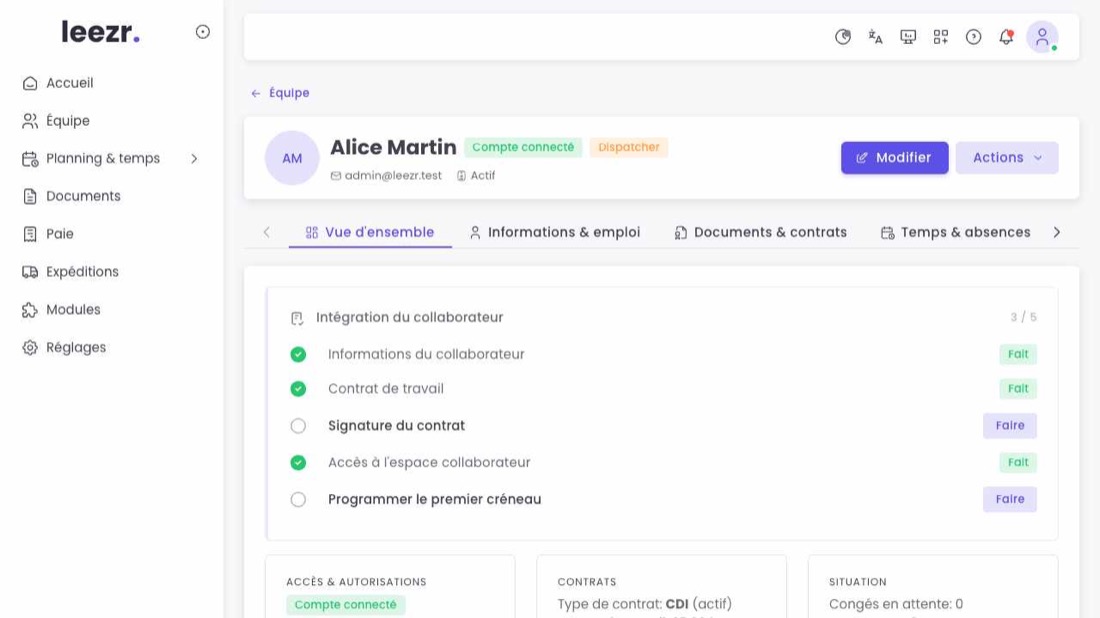 leezr.
Accueil
Équipe
Planning & temps
Documents
Paie
Expéditions
Modules
Réglages
← Équipe
AM
Alice Martin
Compte connecté
Dispatcher
admin@leezr.test
Actif
Modifier
Actions
Vue d'ensemble
Informations & emploi
Documents & contrats
Temps & absences
Intégration du collaborateur
3 / 5
Informations du collaborateur
Fait
Contrat de travail
Fait
Signature du contrat
Faire
Accès à l'espace collaborateur
Fait
Programmer le premier créneau
Faire
ACCÈS & AUTORISATIONS
Compte connecté
CONTRATS
Type de contrat: CDI (actif)
SITUATION
Congés en attente: 0